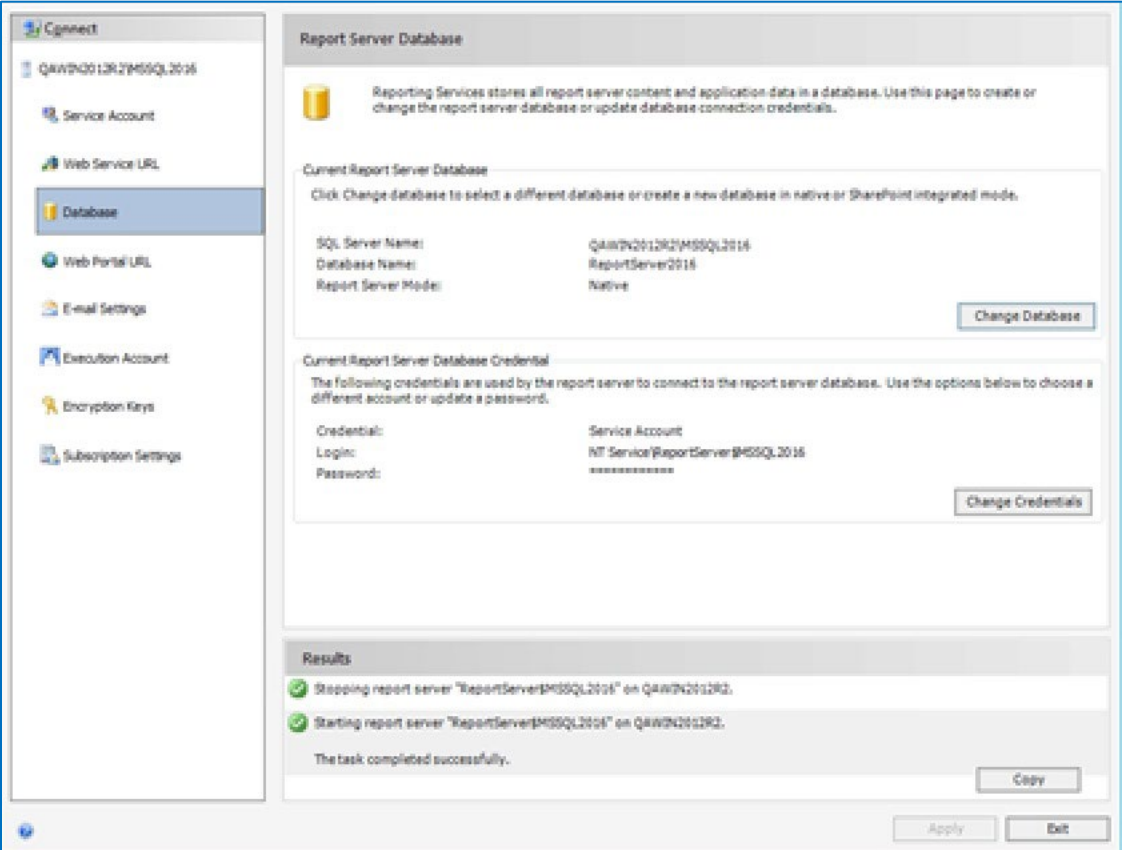 Connect
QAWIN2012R2\MSSQL2016
Service Account
Web Service URL
Database
Web Portal URL
E-mail Settings
Execution Account
Encryption Keys
Subscription Settings
Report Server Database
Reporting Services stores all report server content and application data in a database. Use this page to create or
change the report server database or update database connection credentials.
Current Report Server Database
Click Change database to select a different database or create a new database in native or SharePoint integrated mode.
SQL Server Name: QAWIN2012R2\MSSQL2016
Database Name: ReportServer2016
Report Server Mode: Native
Change Database
Current Report Server Database Credential
The following credentials are used by the report server to connect to the report server database. Use the options below to choose a
different account or update a password.
Credential: Service Account
Login: NT Service\ReportServer$MSSQL2016
Password: ************
Change Credentials
Results
Stopping report server "ReportServer$MSSQL2016" on QAWIN2012R2.
Starting report server "ReportServer$MSSQL2016" on QAWIN2012R2.
The task completed successfully.
Copy
Apply
Exit